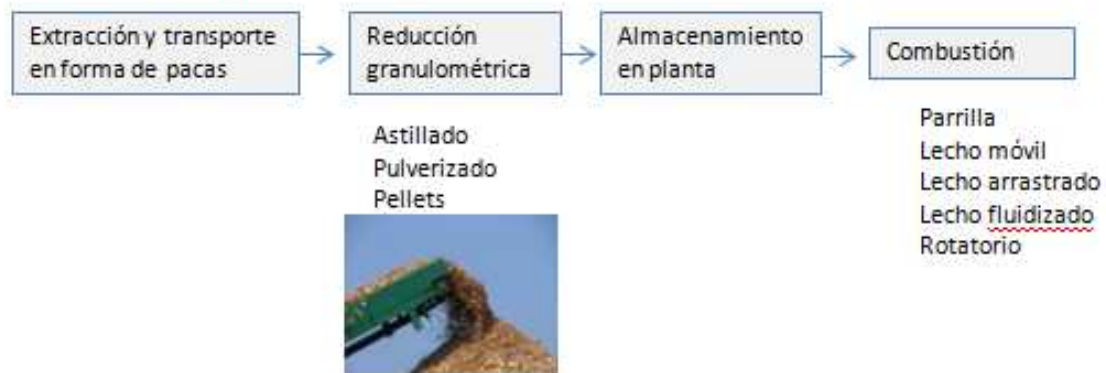 Extracción y transporte
en forma de pacas
Reducción
granulométrica
Almacenamiento
en planta
Combustión
Astillado
Pulverizado
Pellets
Parrilla
Lecho móvil
Lecho arrastrado
Lecho fluidizado
Rotatorio